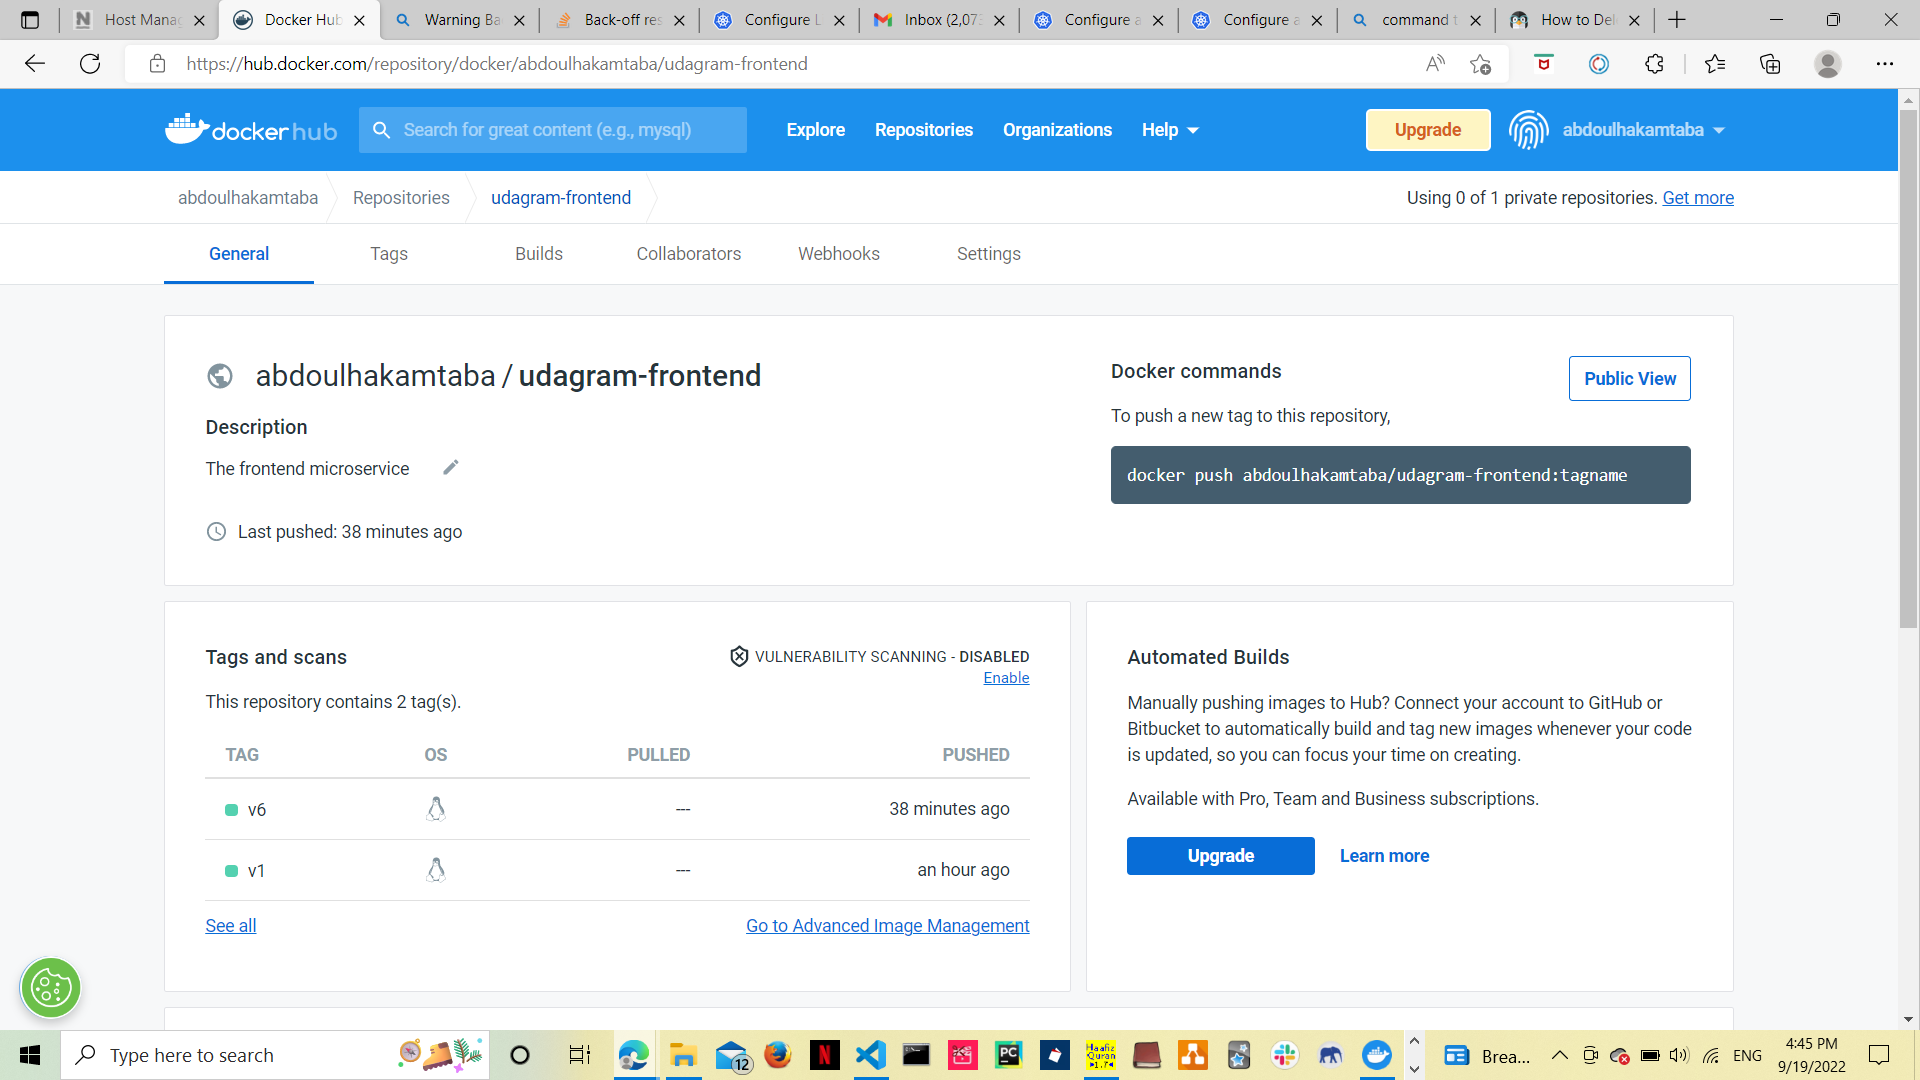 Host Manag
Docker Hub
Warning Ba
Back-off res
Configure L
Inbox (2,073
Configure a
Configure a
command t
How to Del
https://hub.docker.com/repository/docker/abdoulhakamtaba/udagram-frontend
docker hub
Search for great content (e.g., mysql)
Explore
Repositories
Organizations
Help
Upgrade
abdoulhakamtaba
abdoulhakamtaba
Repositories
udagram-frontend
Using 0 of 1 private repositories. Get more
General
Tags
Builds
Collaborators
Webhooks
Settings
abdoulhakamtaba / udagram-frontend
Description
The frontend microservice
Last pushed: 38 minutes ago
Docker commands
Public View
To push a new tag to this repository,
docker push abdoulhakamtaba/udagram-frontend:tagname
Tags and scans
VULNERABILITY SCANNING - DISABLED
Enable
This repository contains 2 tag(s).
TAG OS PULLED PUSHED
v6 --- 38 minutes ago
v1 --- an hour ago
See all
Go to Advanced Image Management
Automated Builds
Manually pushing images to Hub? Connect your account to GitHub or
Bitbucket to automatically build and tag new images whenever your code
is updated, so you can focus your time on creating.
Available with Pro, Team and Business subscriptions.
Upgrade
Learn more
Type here to search
12
N
PC
Haafiz
Quran
1.7
Brea...
ENG
4:45 PM
9/19/2022